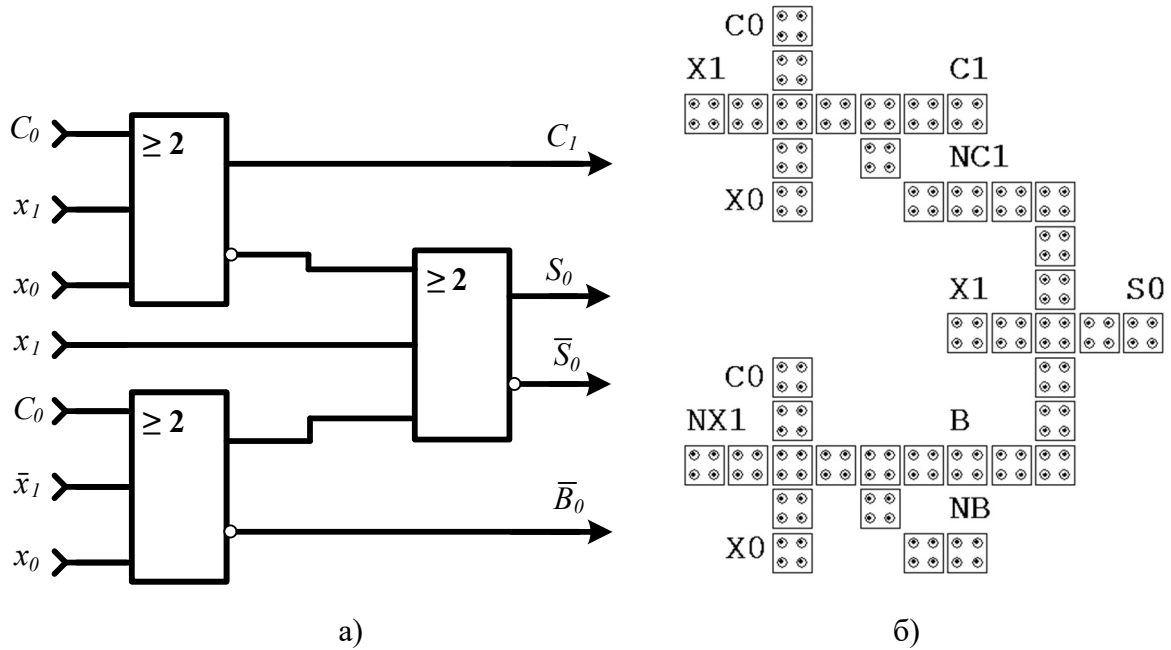 C₀
x₁
x₀
x₁
C₀
x̄₁
x₀
≥ 2
≥ 2
≥ 2
C₁
S₀
S̄₀
B̄₀
а)
C0
X1
C1
NC1
X0
X1
S0
C0
NX1
B
NB
X0
б)